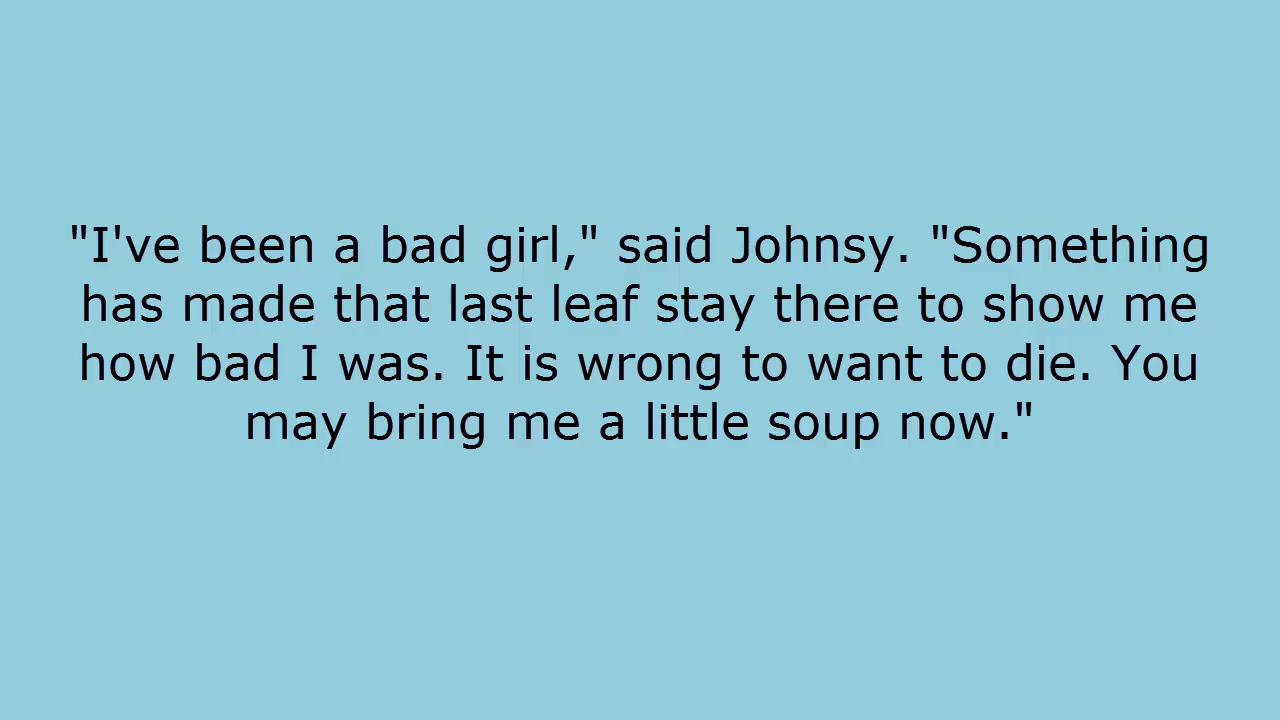 "I've been a bad girl," said Johnsy. "Something
has made that last leaf stay there to show me
how bad I was. It is wrong to want to die. You
may bring me a little soup now."